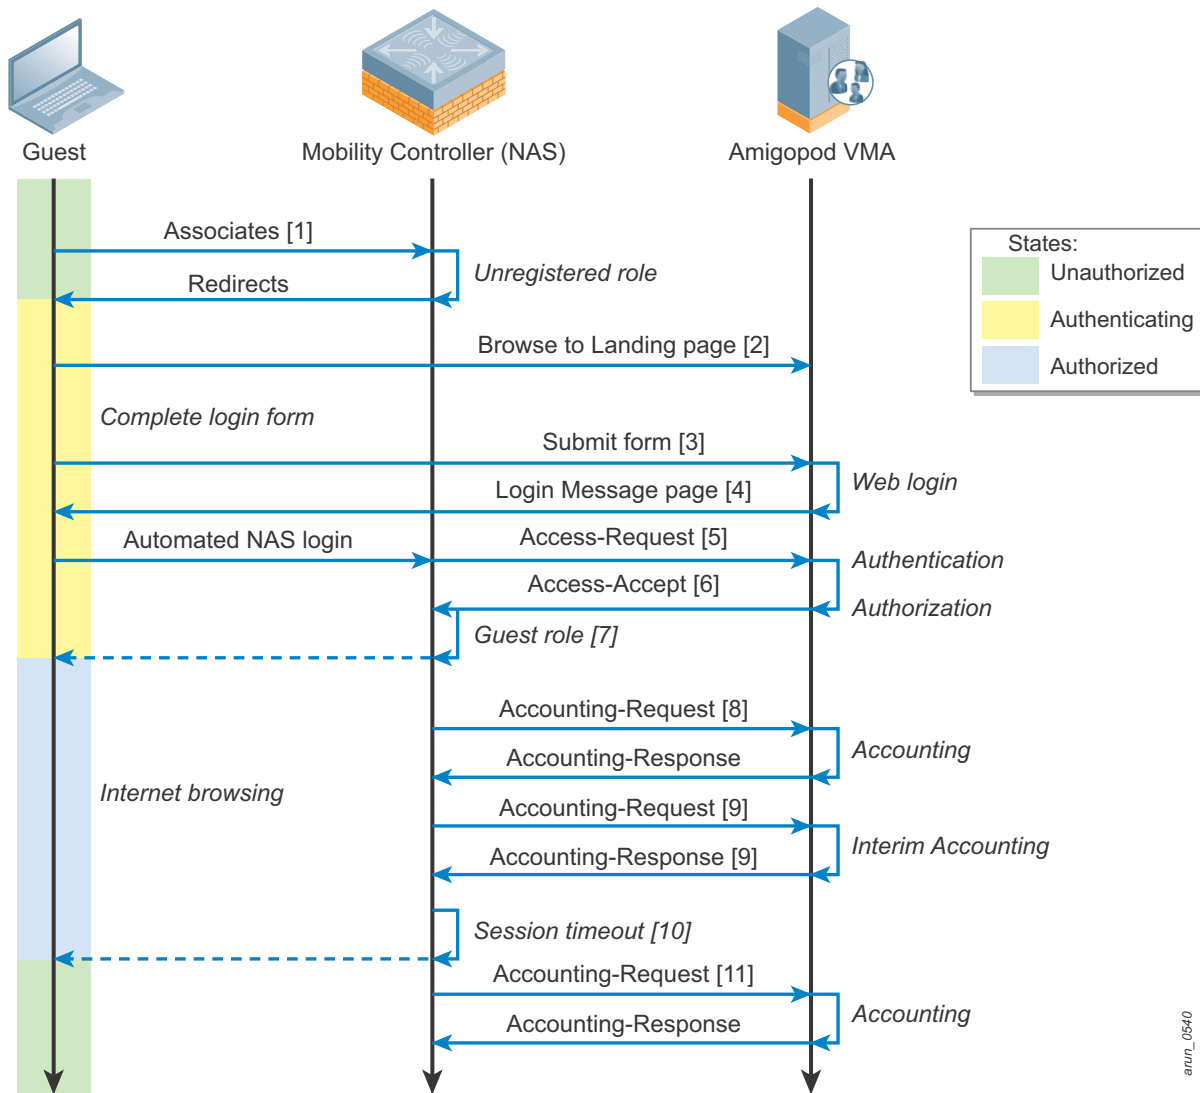 Guest
Mobility Controller (NAS)
Amigopod VMA
Associates [1]
Unregistered role
Redirects
States:
Unauthorized
Authenticating
Authorized
Browse to Landing page [2]
Complete login form
Submit form [3]
Web login
Login Message page [4]
Automated NAS login
Access-Request [5]
Authentication
Access-Accept [6]
Authorization
Guest role [7]
Accounting-Request [8]
Accounting
Accounting-Response
Internet browsing
Accounting-Request [9]
Interim Accounting
Accounting-Response [9]
Session timeout [10]
Accounting-Request [11]
Accounting
Accounting-Response
arun_0540